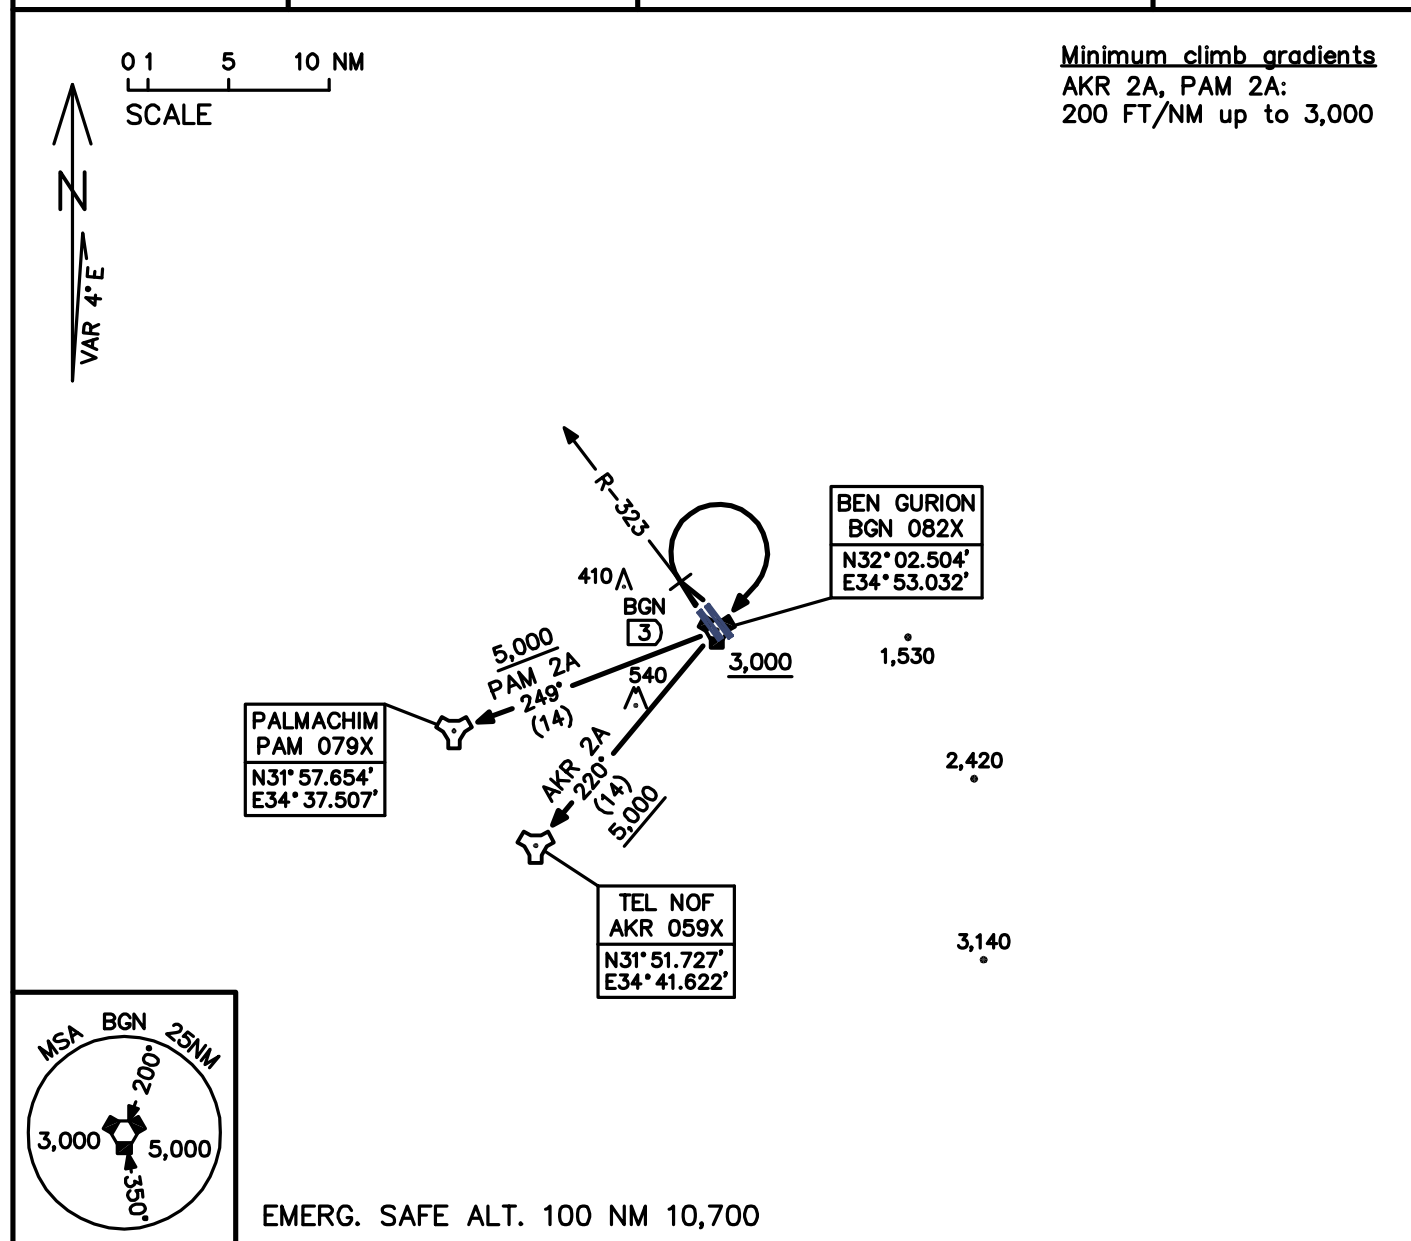 0 1 5 10 NM
SCALE
N
VAR 4°E
Minimum climb gradients
AKR 2A, PAM 2A:
200 FT/NM up to 3,000
R-323
BEN GURION
BGN 082X
N32°02.504'
E34°53.032'
410
BGN
3
3,000
1,530
5,000
PAM 2A
249°
(14)
540
PALMACHIM
PAM 079X
N31°57.654'
E34°37.507'
AKR 2A
220°
(14)
5,000
2,420
TEL NOF
AKR 059X
N31°51.727'
E34°41.622'
3,140
MSA BGN 25NM
200°
3,000
5,000
350°
EMERG. SAFE ALT. 100 NM 10,700